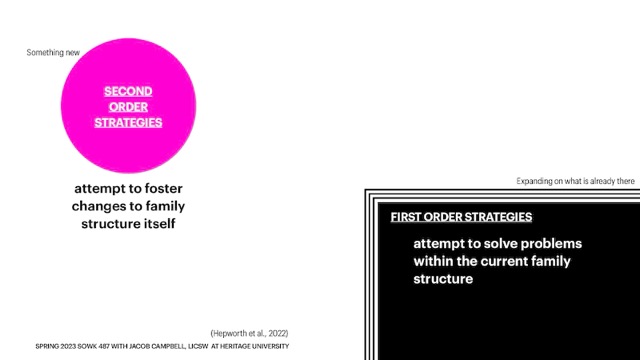 Something new
SECOND
ORDER
STRATEGIES
attempt to foster
changes to family
structure itself
Expanding on what is already there
FIRST ORDER STRATEGIES
attempt to solve problems
within the current family
structure
(Hepworth et al., 2022)
SPRING 2023 SOWK 487 WITH JACOB CAMPBELL, LICSW AT HERITAGE UNIVERSITY